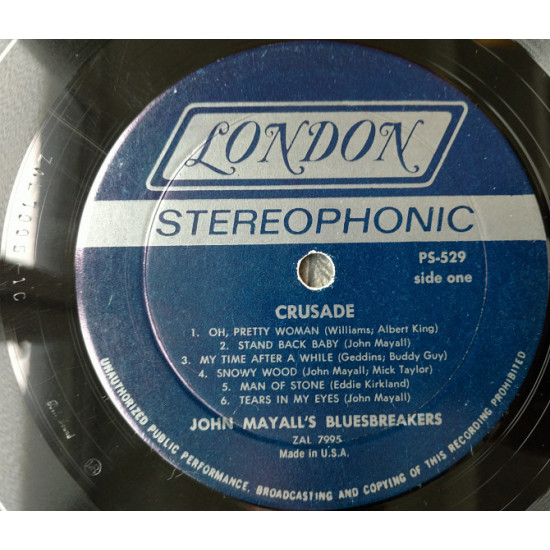 LONDON
STEREOPHONIC
PS-529
side one
CRUSADE
1. OH, PRETTY WOMAN (Williams; Albert King)
2. STAND BACK BABY (John Mayall)
3. MY TIME AFTER A WHILE (Geddins; Buddy Guy)
4. SNOWY WOOD (John Mayall; Mick Taylor)
5. MAN OF STONE (Eddie Kirkland)
6. TEARS IN MY EYES (John Mayall)
JOHN MAYALL'S BLUESBREAKERS
ZAL 7995
Made in U.S.A.
UNAUTHORIZED PUBLIC PERFORMANCE, BROADCASTING AND COPYING OF THIS RECORDING PROHIBITED